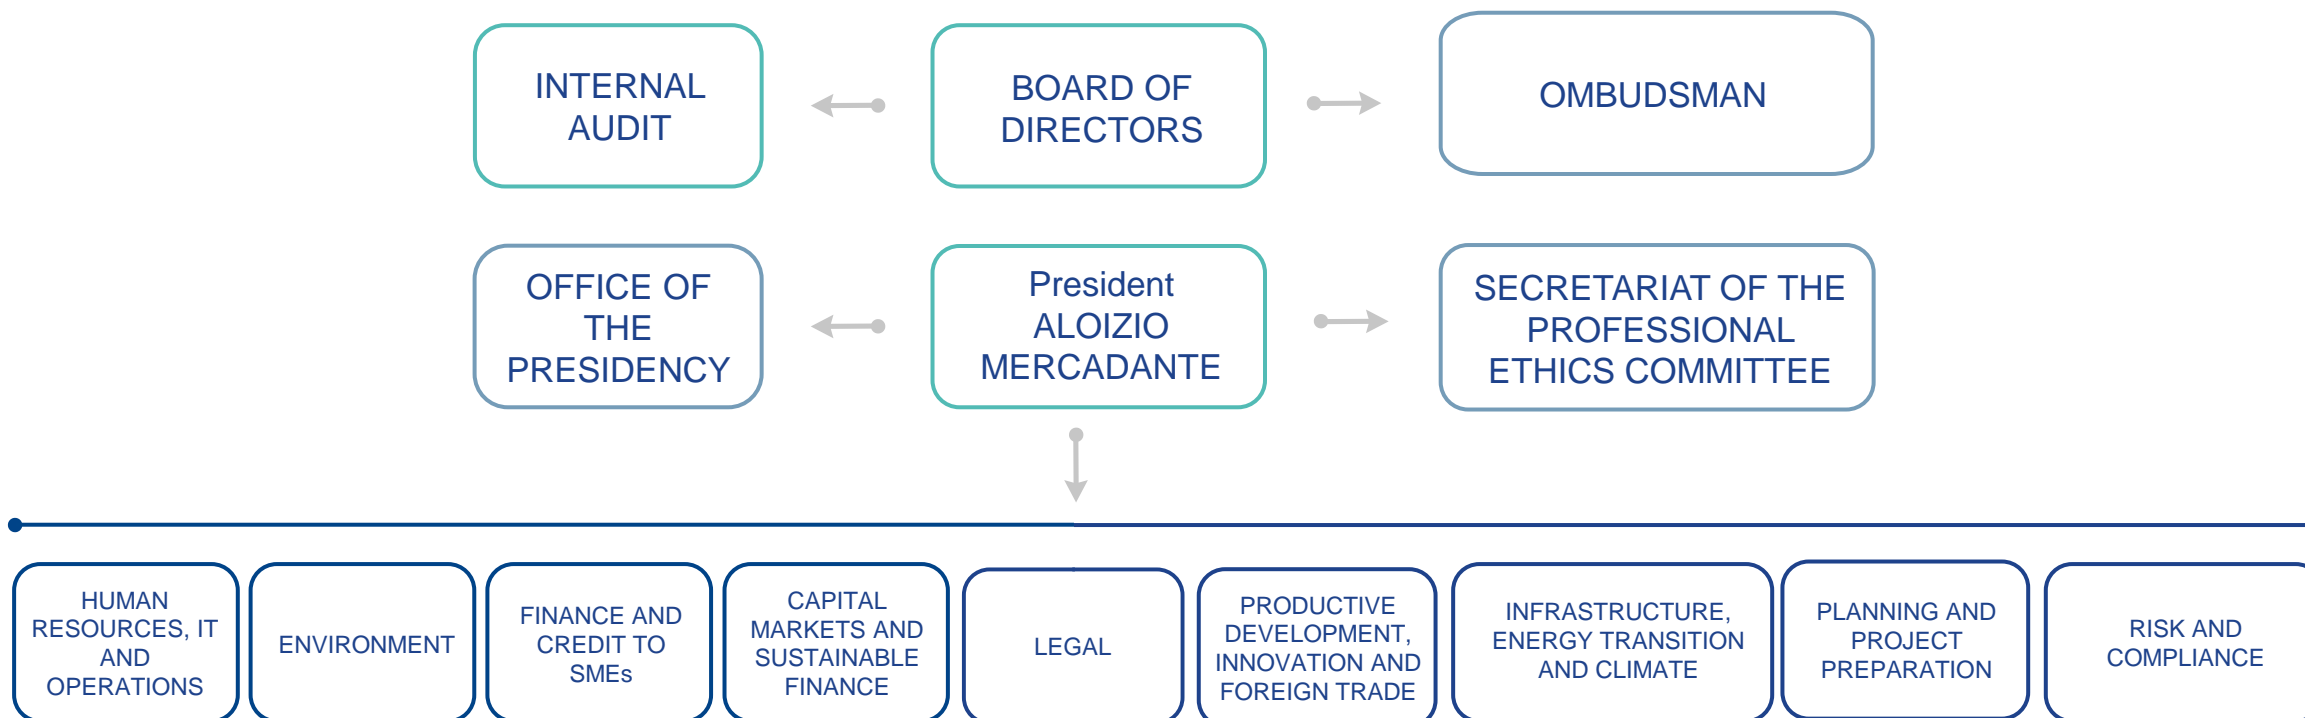 INTERNAL
AUDIT
BOARD OF
DIRECTORS
OMBUDSMAN
OFFICE OF
THE
PRESIDENCY
President
ALOIZIO
MERCADANTE
SECRETARIAT OF THE
PROFESSIONAL
ETHICS COMMITTEE
HUMAN
RESOURCES, IT
AND
OPERATIONS
ENVIRONMENT
FINANCE AND
CREDIT TO
SMEs
CAPITAL
MARKETS AND
SUSTAINABLE
FINANCE
LEGAL
PRODUCTIVE
DEVELOPMENT,
INNOVATION AND
FOREIGN TRADE
INFRASTRUCTURE,
ENERGY TRANSITION
AND CLIMATE
PLANNING AND
PROJECT
PREPARATION
RISK AND
COMPLIANCE